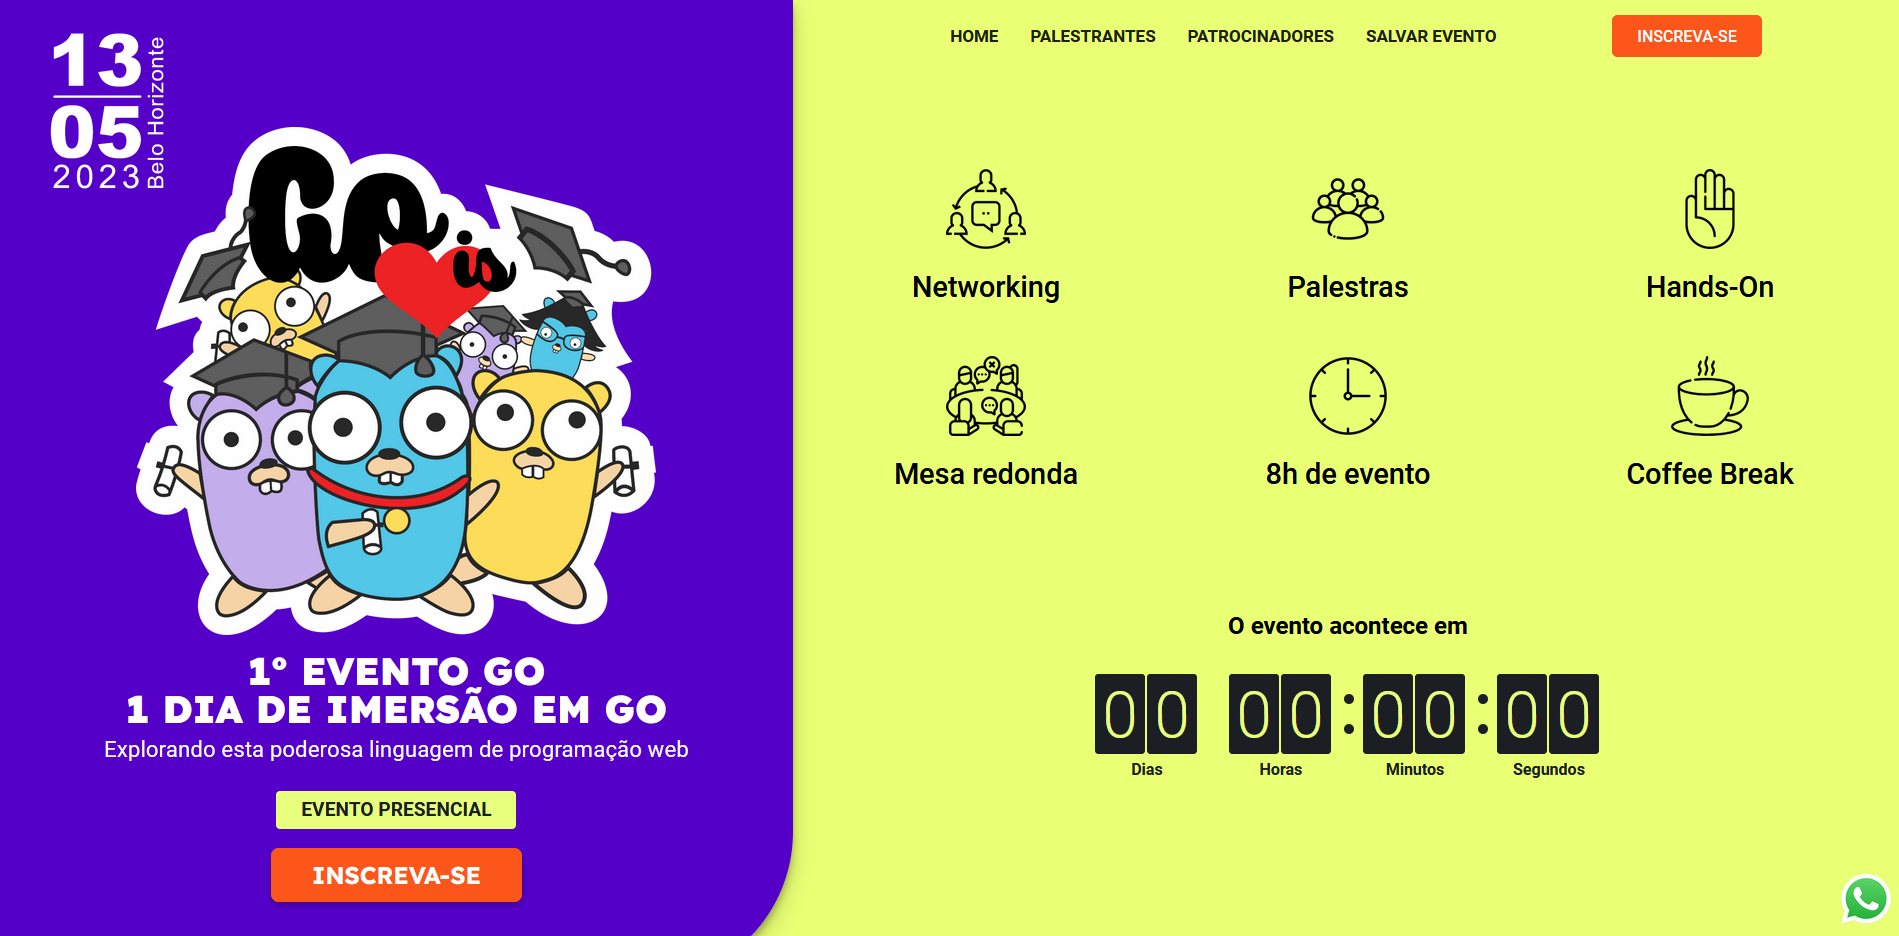 13
05
2023
Belo Horizonte
Go is
1º EVENTO GO
1 DIA DE IMERSÃO EM GO
Explorando esta poderosa linguagem de programação web
EVENTO PRESENCIAL
INSCREVA-SE
HOME PALESTRANTES PATROCINADORES SALVAR EVENTO INSCREVA-SE
Networking Palestras Hands-On
Mesa redonda 8h de evento Coffee Break
O evento acontece em
00 00:00:00
Dias Horas Minutos Segundos